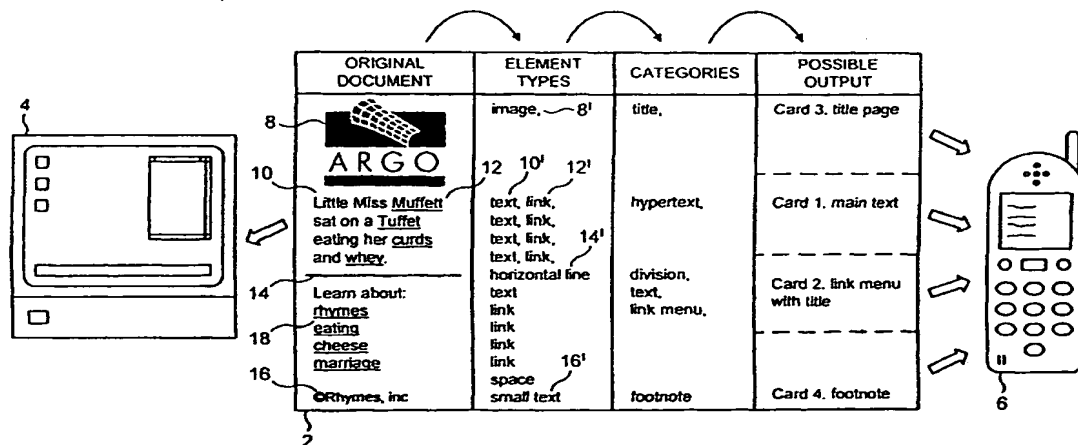 ORIGINAL DOCUMENT
ELEMENT TYPES
CATEGORIES
POSSIBLE OUTPUT
4
8
ARGO
image, 8'
title,
Card 3. title page
10
12
10' 12'
Little Miss Muffett
sat on a Tuffet
eating her curds
and whey.
text, link,
text, link,
text, link,
text, link,
hypertext,
Card 1. main text
14
14'
horizontal line
division,
Learn about:
text
text,
Card 2. link menu
with title
18
rhymes
link
link menu,
eating
link
cheese
link
marriage
link
space
16
16'
©Rhymes, inc
small text
footnote
Card 4. footnote
2
6